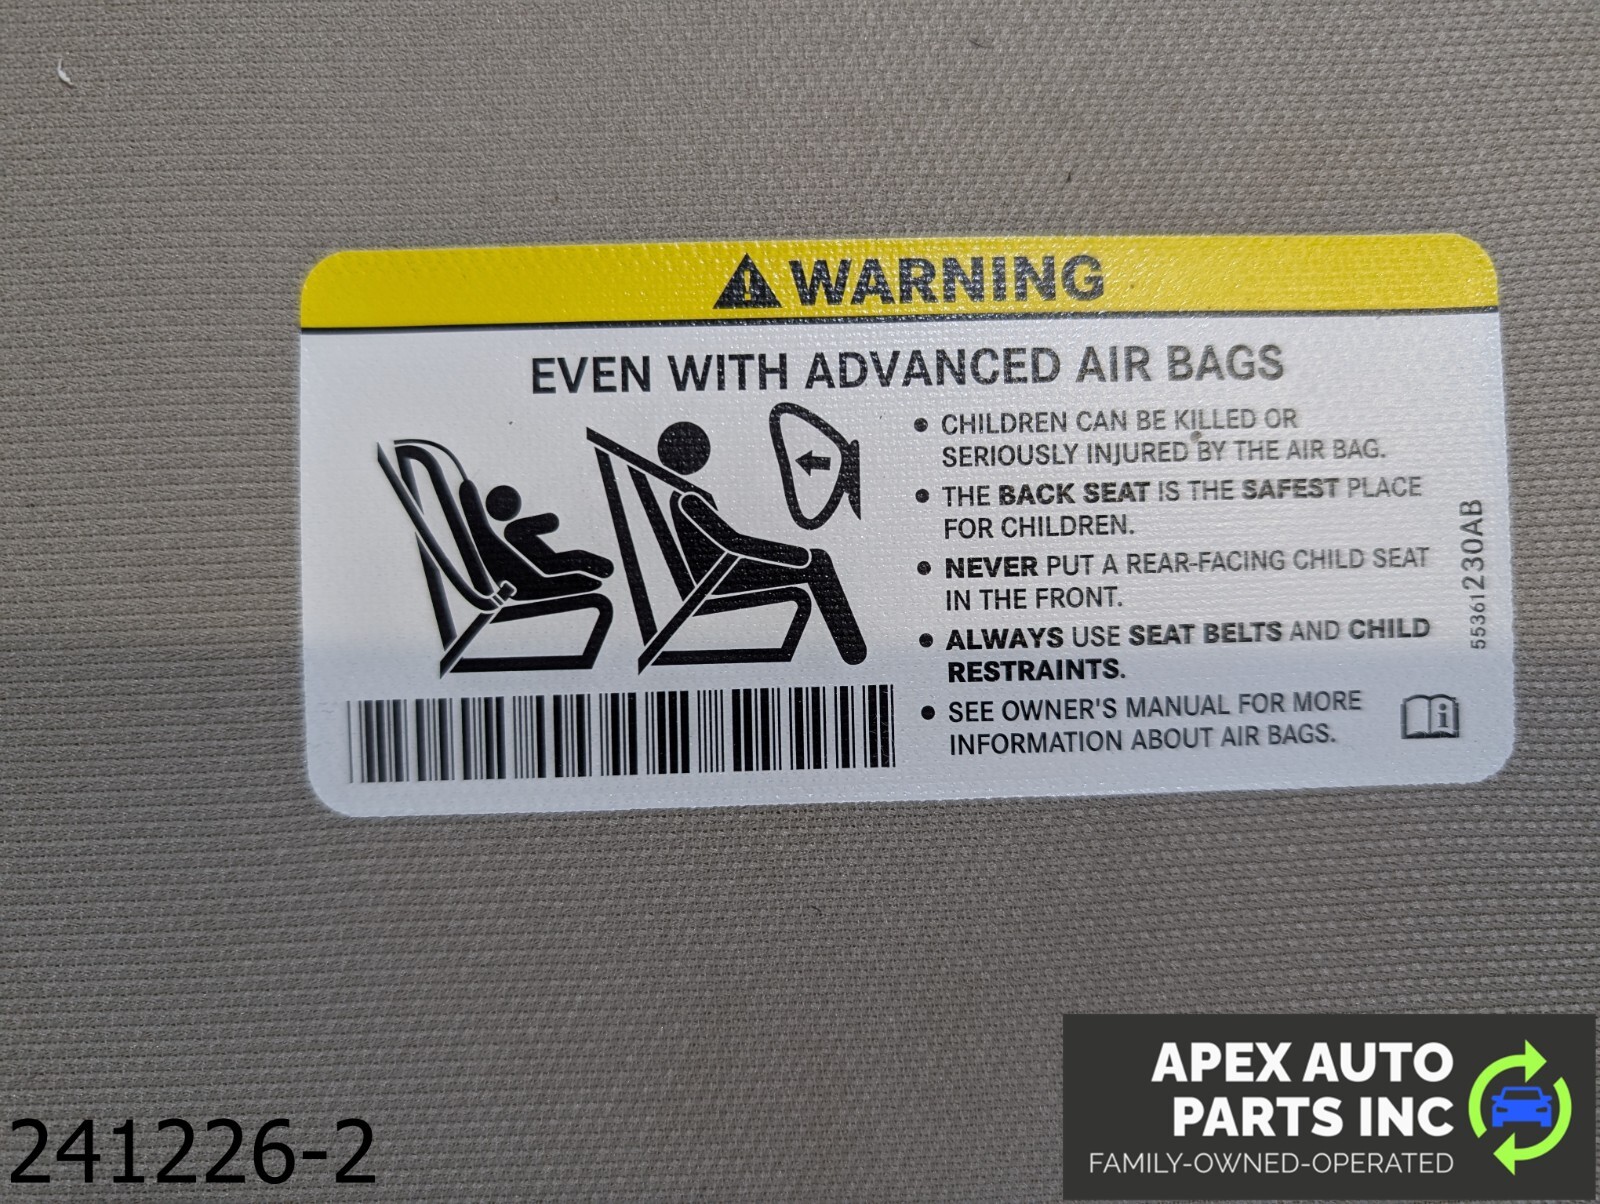 WARNING
EVEN WITH ADVANCED AIR BAGS
• CHILDREN CAN BE KILLED OR
SERIOUSLY INJURED BY THE AIR BAG.
• THE BACK SEAT IS THE SAFEST PLACE
FOR CHILDREN.
• NEVER PUT A REAR-FACING CHILD SEAT
IN THE FRONT.
• ALWAYS USE SEAT BELTS AND CHILD
RESTRAINTS.
• SEE OWNER'S MANUAL FOR MORE
INFORMATION ABOUT AIR BAGS.
55361230AB
241226-2
APEX AUTO
PARTS INC
FAMILY-OWNED-OPERATED